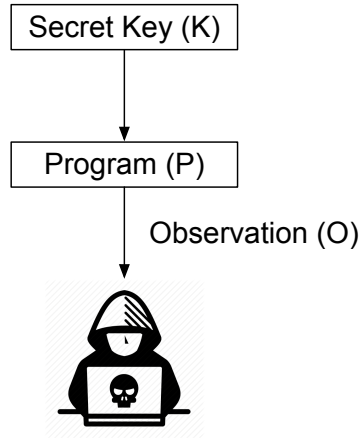 Secret Key (K)
Program (P)
Observation (O)